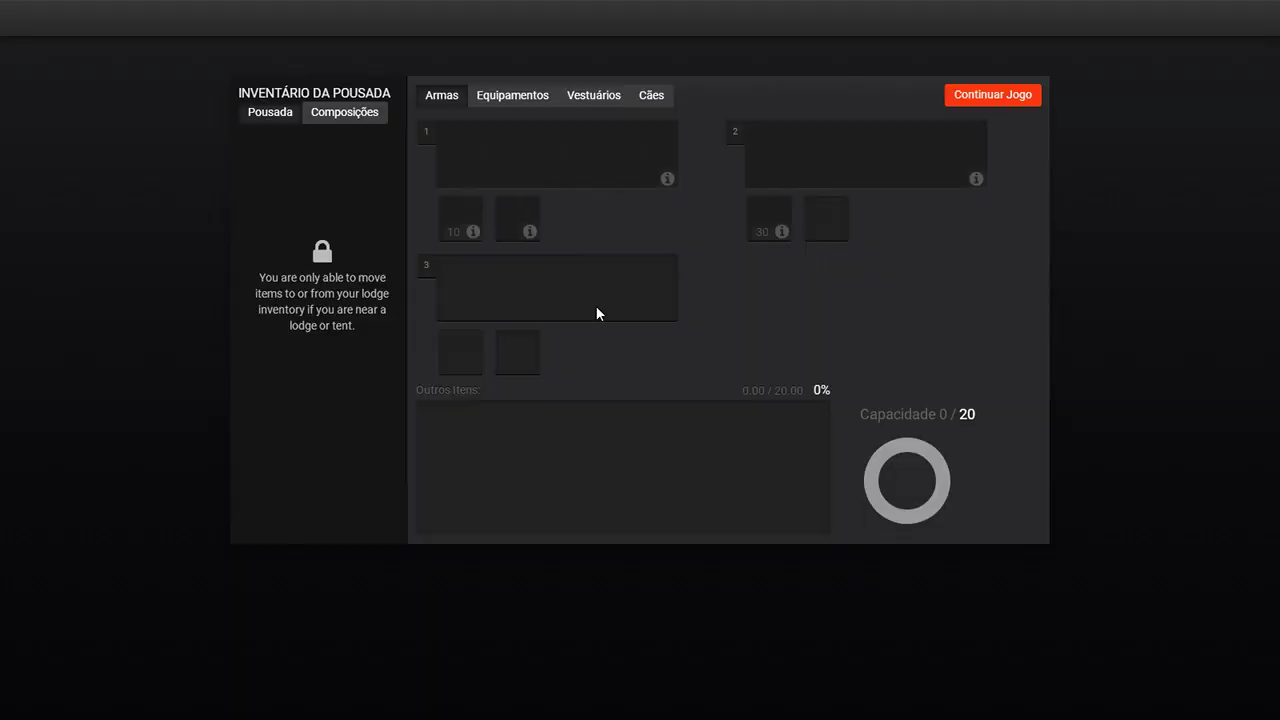 INVENTÁRIO DA POUSADA
Pousada Composições
You are only able to move
items to or from your lodge
inventory if you are near a
lodge or tent.
Armas Equipamentos Vestuários Cães
Continuar Jogo
1
2
10
30
3
Outros Itens:
0.00 / 20.00 0%
Capacidade 0 / 20